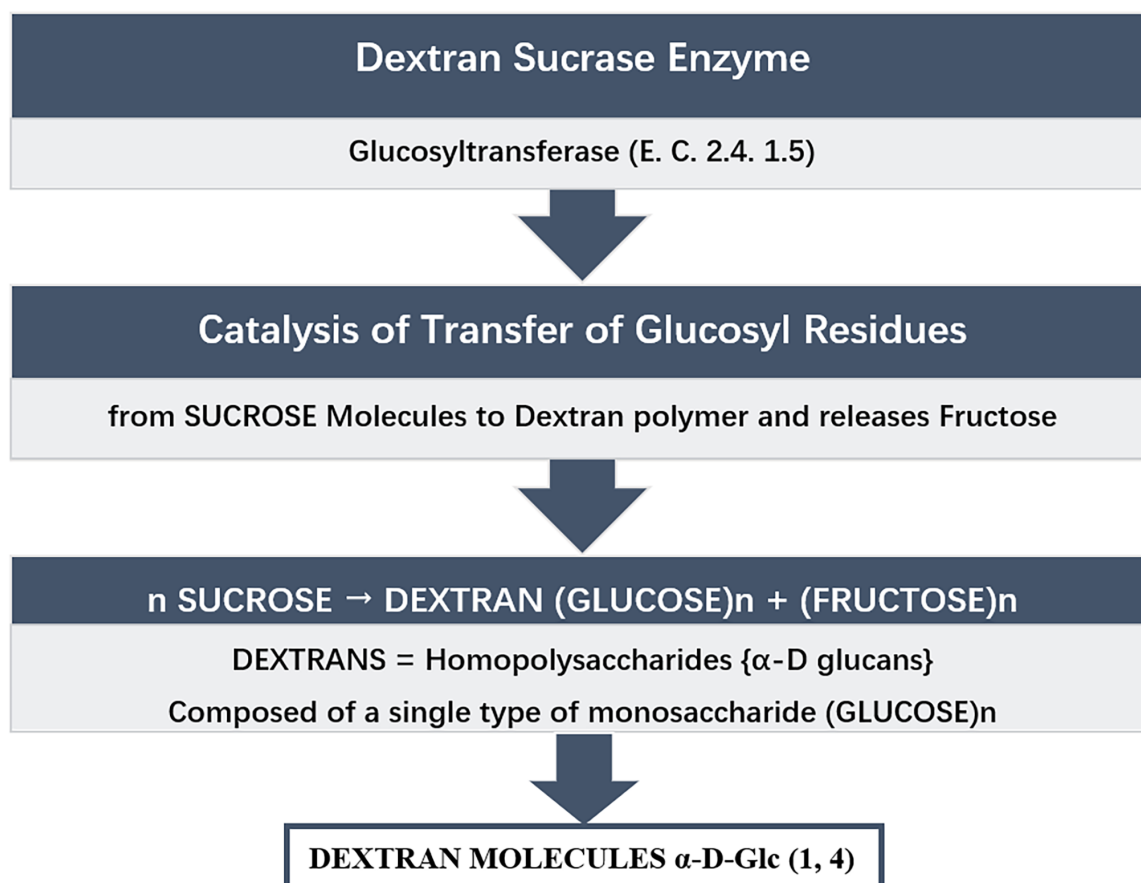 Dextran Sucrase Enzyme
Glucosyltransferase (E. C. 2.4. 1.5)
Catalysis of Transfer of Glucosyl Residues
from SUCROSE Molecules to Dextran polymer and releases Fructose
n SUCROSE → DEXTRAN (GLUCOSE)n + (FRUCTOSE)n
DEXTRANS = Homopolysaccharides {α-D glucans}
Composed of a single type of monosaccharide (GLUCOSE)n
DEXTRAN MOLECULES α-D-Glc (1, 4)